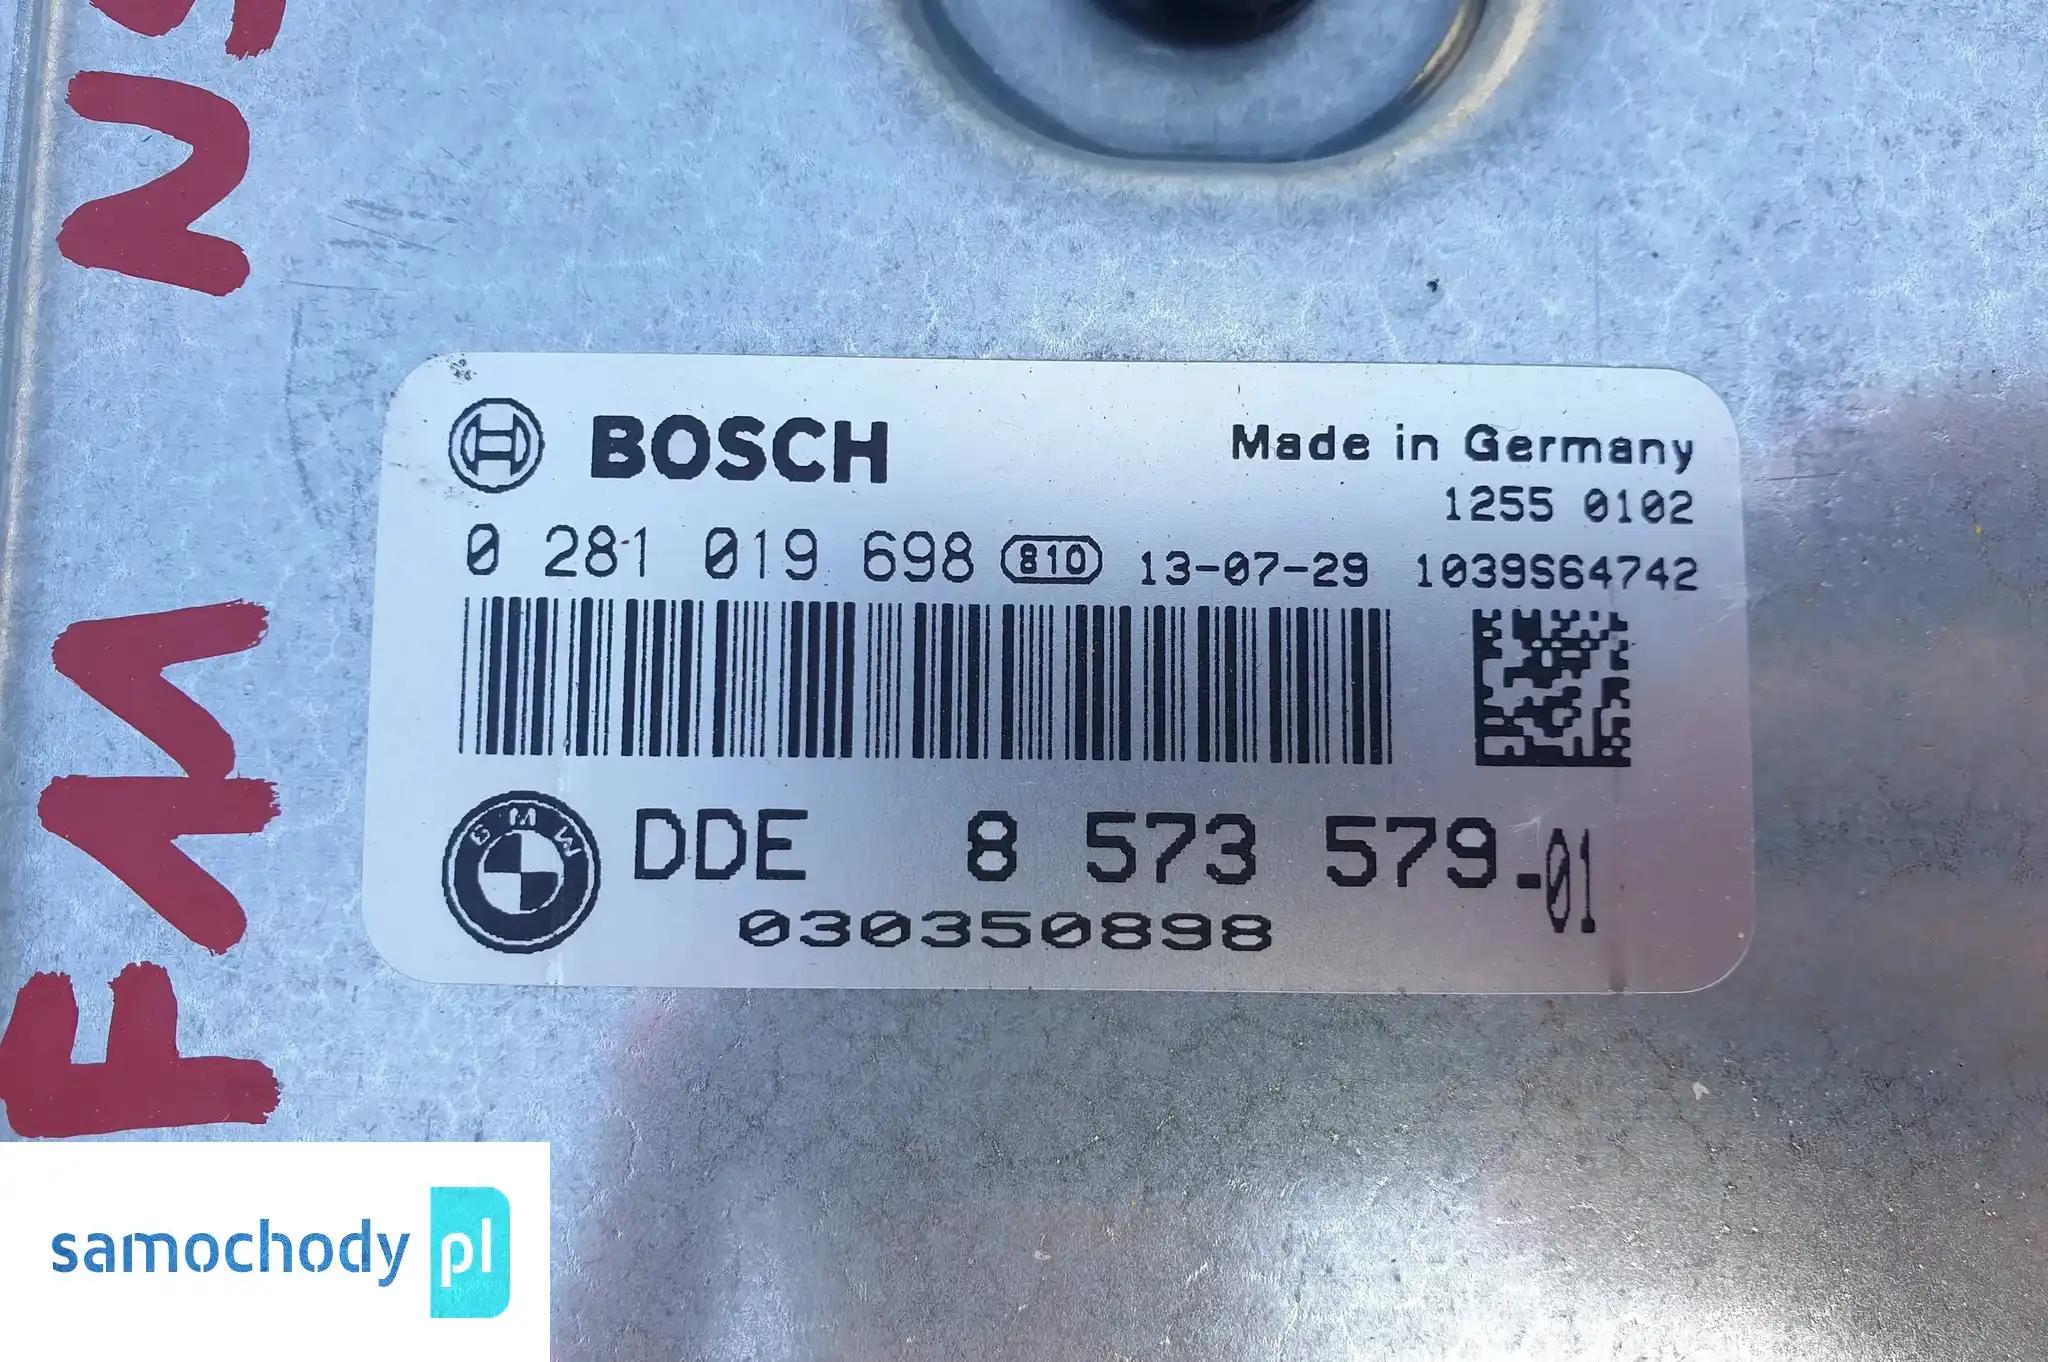 BOSCH
Made in Germany
1255 0102
0 281 019 698 810 13-07-29 1039S64742
BMW
DDE 8 573 579-01
030350898
samochody pl